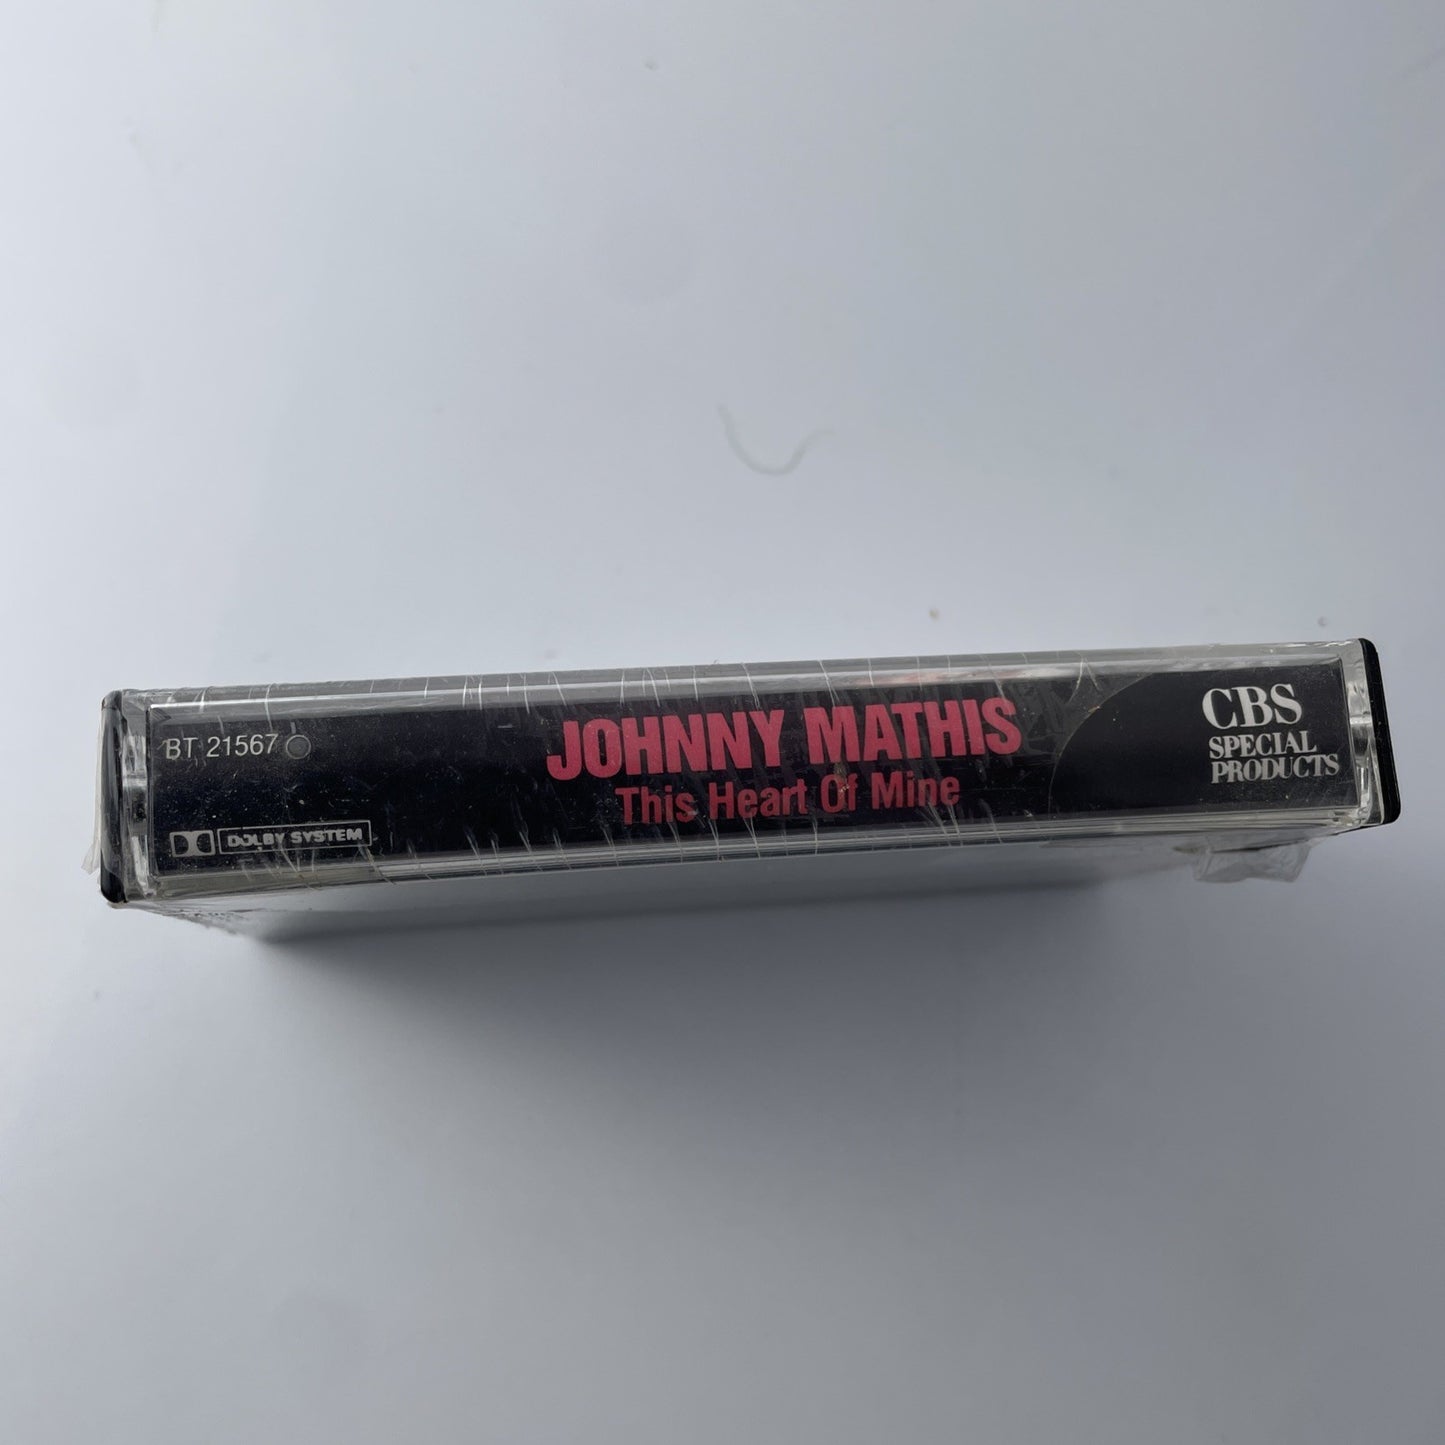 BT 21567
DOLBY SYSTEM
JOHNNY MATHIS
This Heart Of Mine
CBS
SPECIAL
PRODUCTS